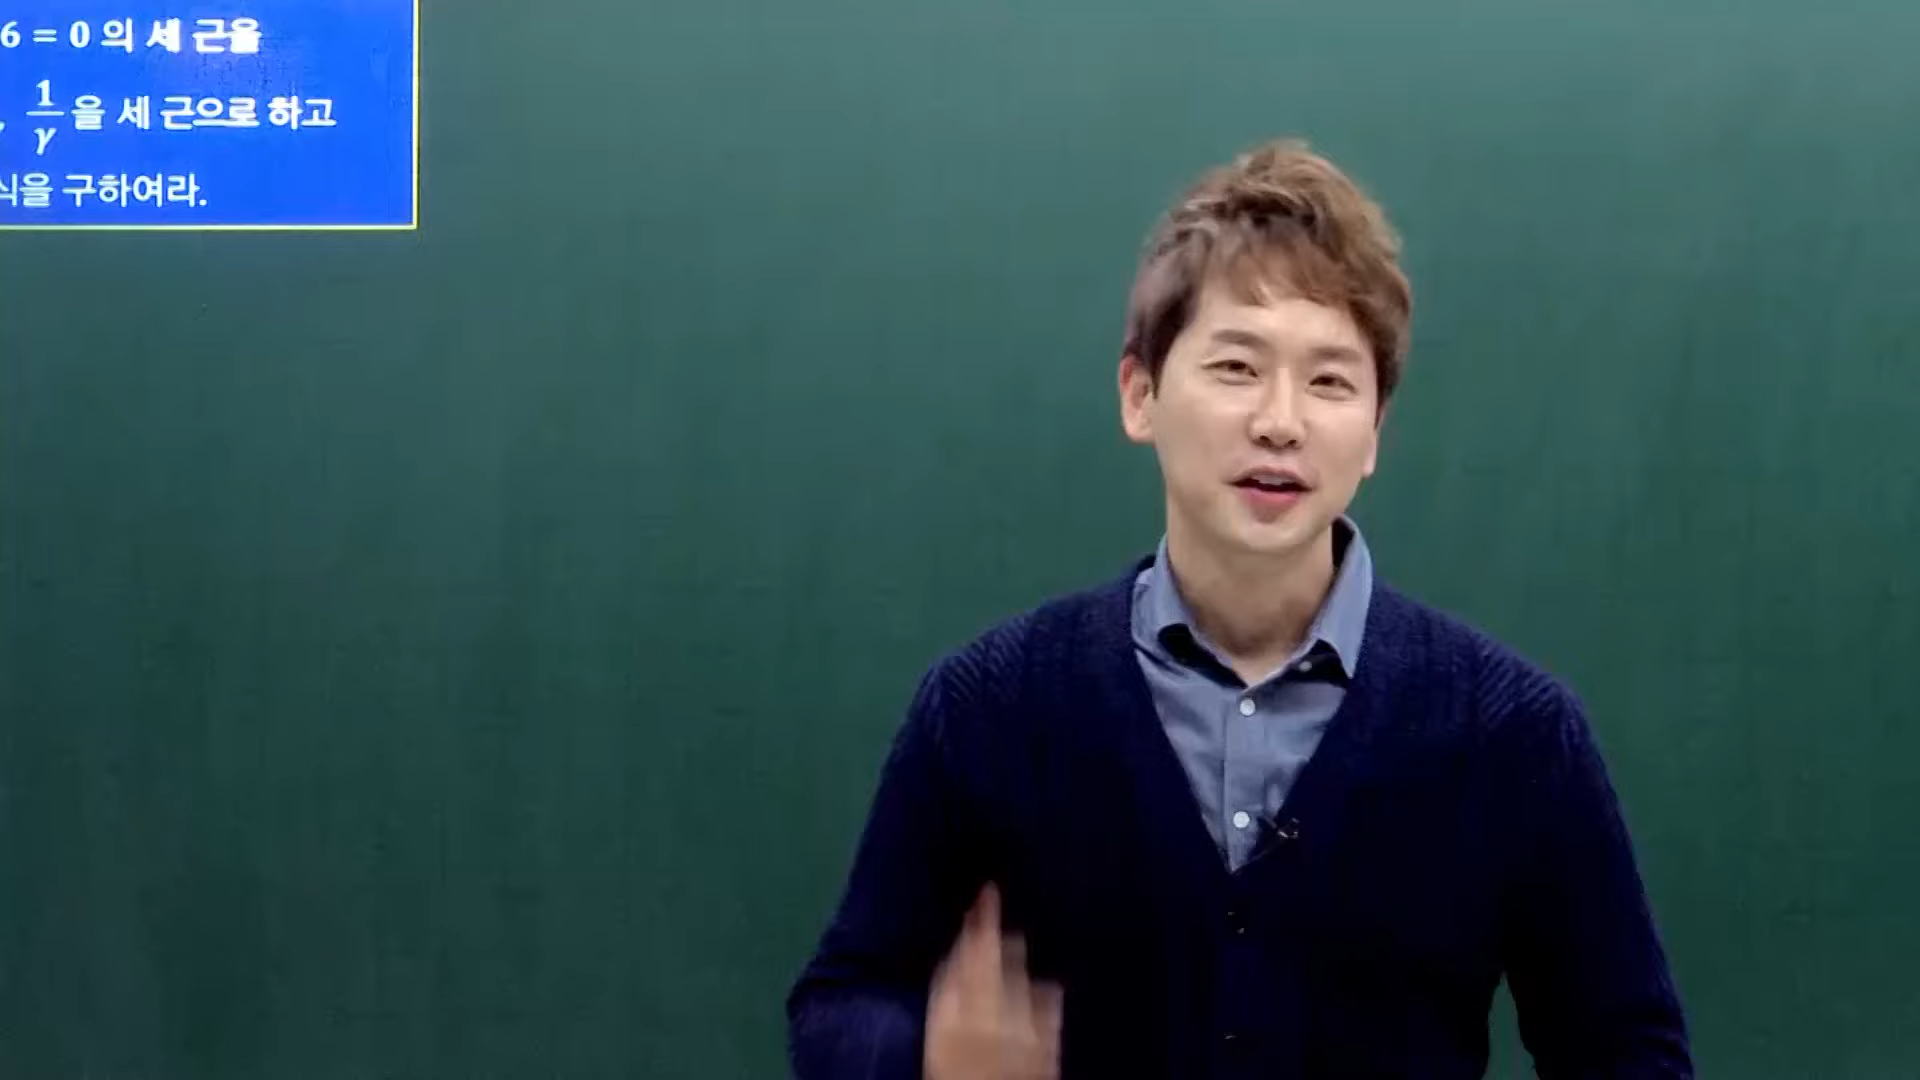 6 = 0 의 세 근을
, 1/γ 을 세 근으로 하고
식을 구하여라.